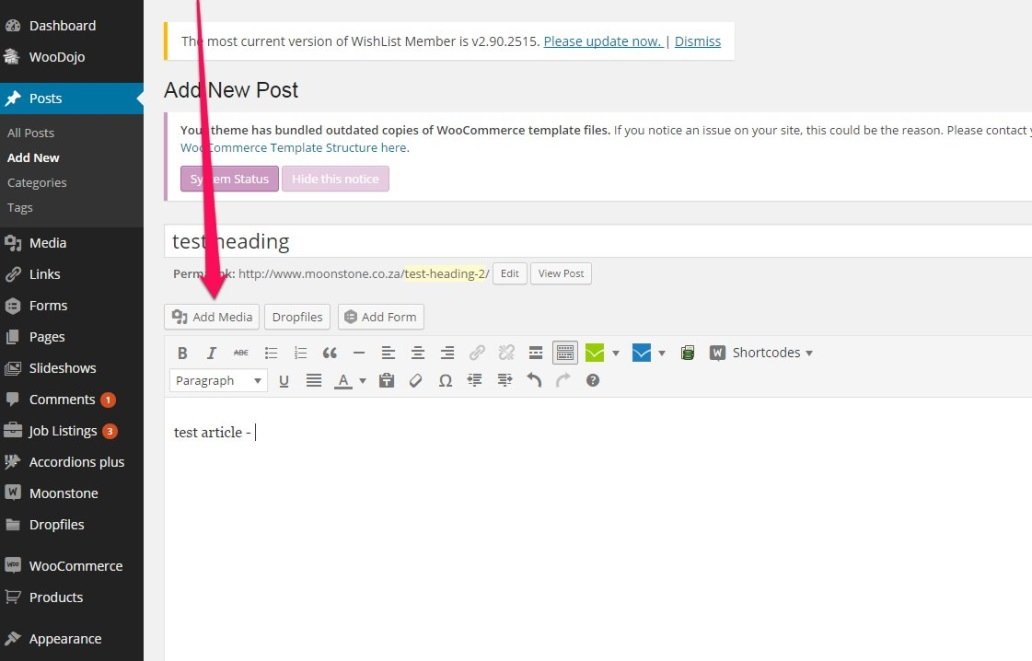 Dashboard
WooDojo
Posts
All Posts
Add New
Categories
Tags
Media
Links
Forms
Pages
Slideshows
Comments 1
Job Listings 3
Accordions plus
Moonstone
Dropfiles
WooCommerce
Products
Appearance
The most current version of WishList Member is v2.90.2515. Please update now. | Dismiss
Add New Post
Your theme has bundled outdated copies of WooCommerce template files. If you notice an issue on your site, this could be the reason. Please contact y
WooCommerce Template Structure here.
System Status Hide this notice
test heading
Permalink: http://www.moonstone.co.za/test-heading-2/ Edit View Post
Add Media Dropfiles Add Form
B I ABC Shortcodes
Paragraph U A Ω ?
test article -